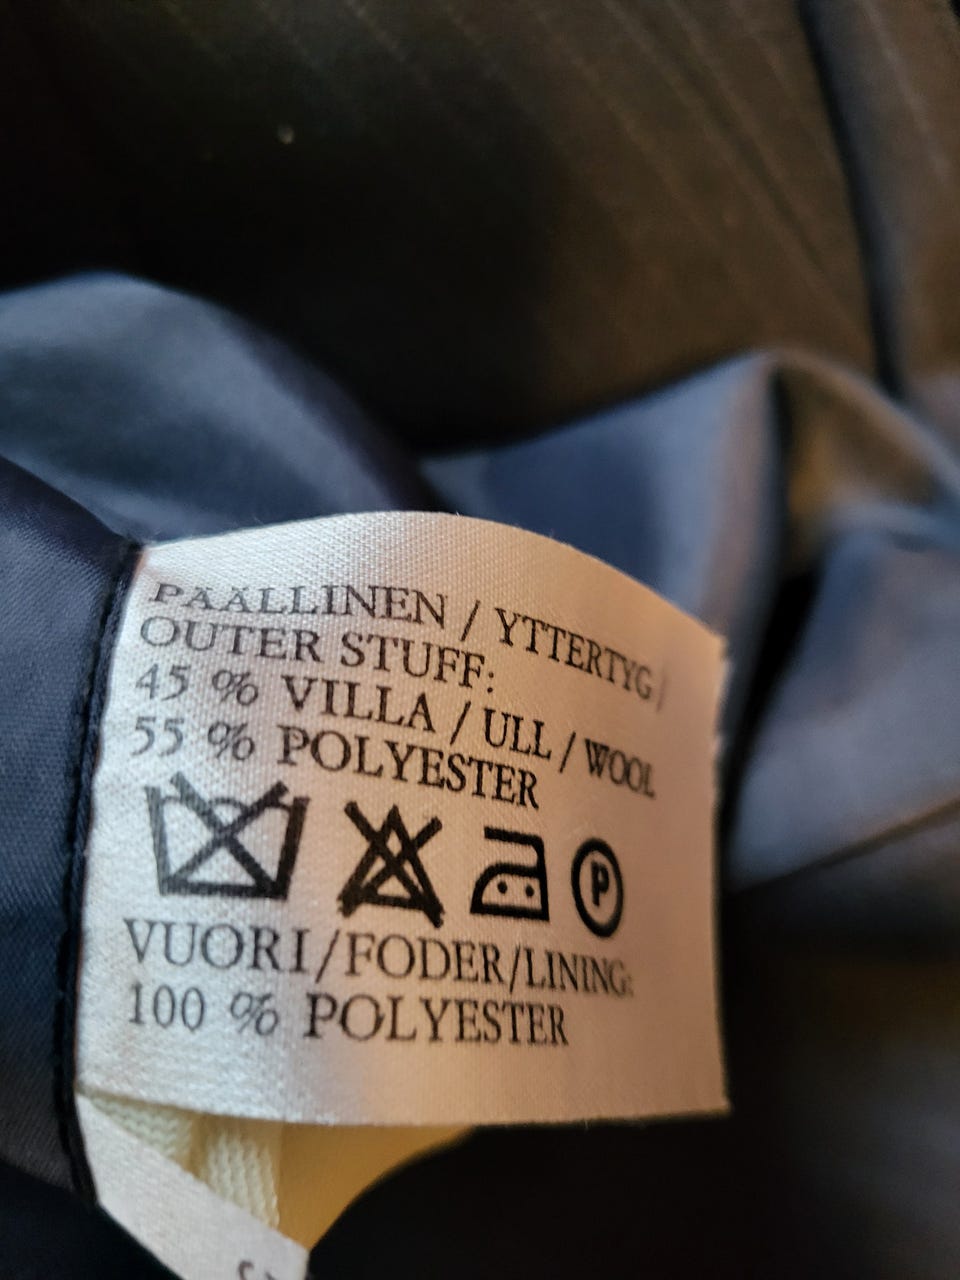 PÄÄLLINEN / YTTERTYG /
OUTER STUFF:
45 % VILLA / ULL / WOOL
55 % POLYESTER
P
VUORI/FODER/LINING:
100 % POLYESTER